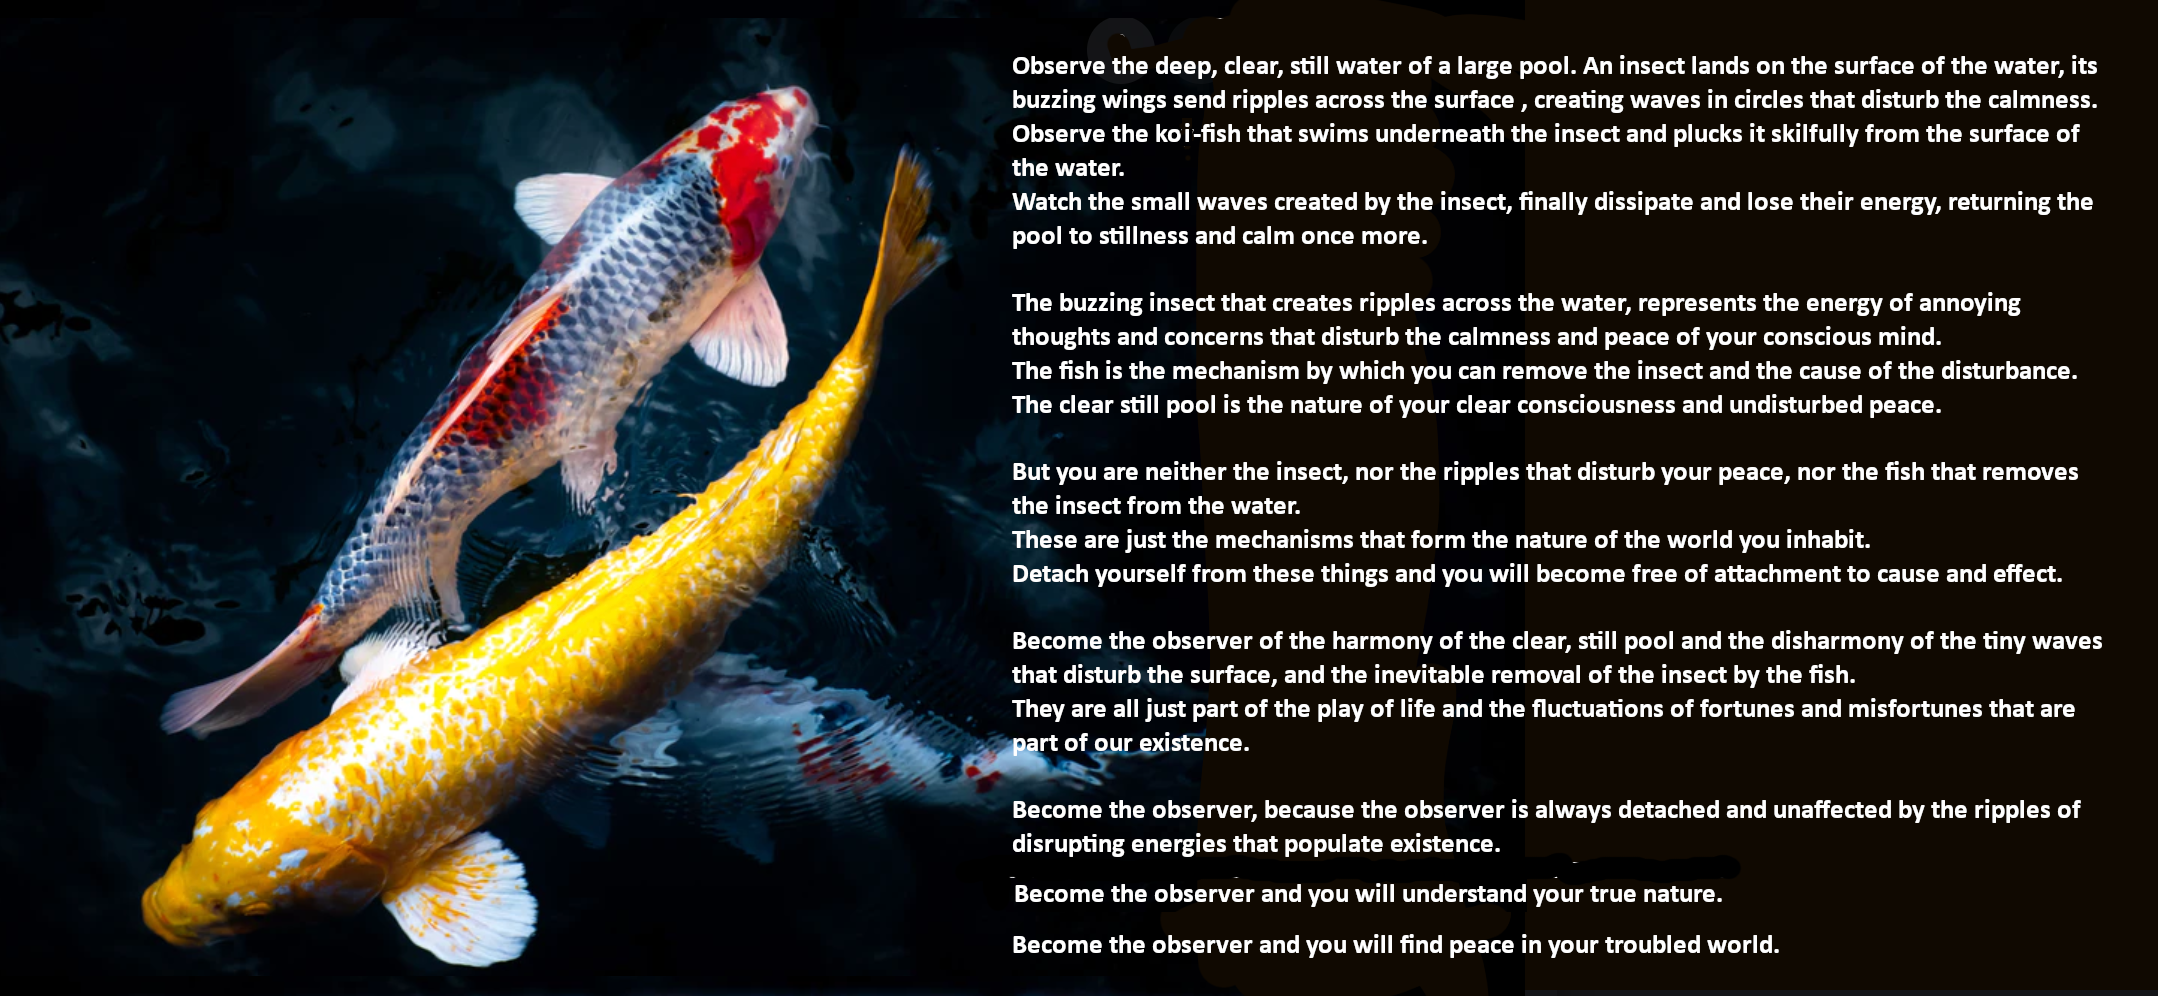 Observe the deep, clear, still water of a large pool. An insect lands on the surface of the water, its
buzzing wings send ripples across the surface , creating waves in circles that disturb the calmness.
Observe the koi-fish that swims underneath the insect and plucks it skilfully from the surface of
the water.
Watch the small waves created by the insect, finally dissipate and lose their energy, returning the
pool to stillness and calm once more.
The buzzing insect that creates ripples across the water, represents the energy of annoying
thoughts and concerns that disturb the calmness and peace of your conscious mind.
The fish is the mechanism by which you can remove the insect and the cause of the disturbance.
The clear still pool is the nature of your clear consciousness and undisturbed peace.
But you are neither the insect, nor the ripples that disturb your peace, nor the fish that removes
the insect from the water.
These are just the mechanisms that form the nature of the world you inhabit.
Detach yourself from these things and you will become free of attachment to cause and effect.
Become the observer of the harmony of the clear, still pool and the disharmony of the tiny waves
that disturb the surface, and the inevitable removal of the insect by the fish.
They are all just part of the play of life and the fluctuations of fortunes and misfortunes that are
part of our existence.
Become the observer, because the observer is always detached and unaffected by the ripples of
disrupting energies that populate existence.
Become the observer and you will understand your true nature.
Become the observer and you will find peace in your troubled world.